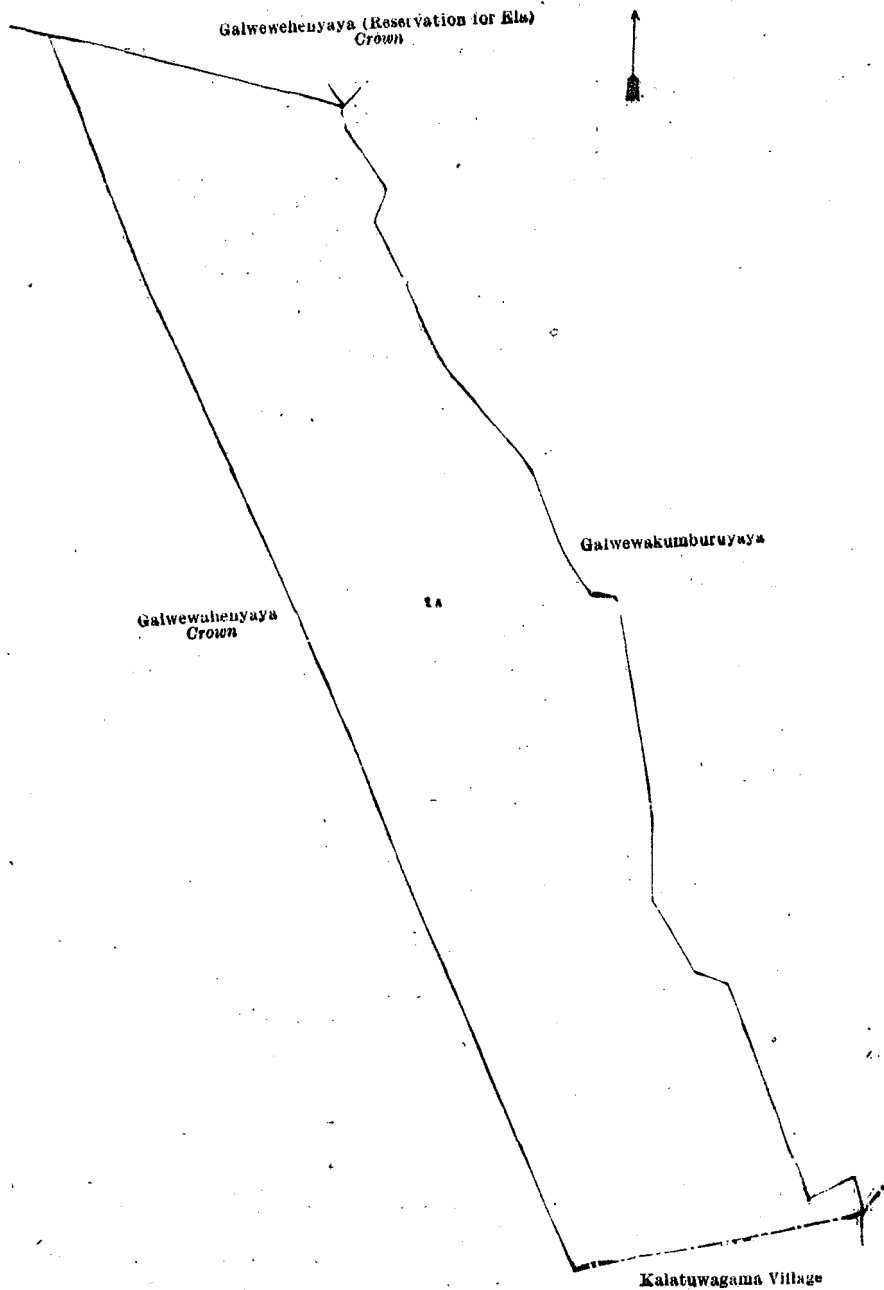 Galwewehenyaya (Reservation for Ela)
Crown
Galwewakumburuyaya
Galwewahenyaya
Crown
Kalatuwagama Village